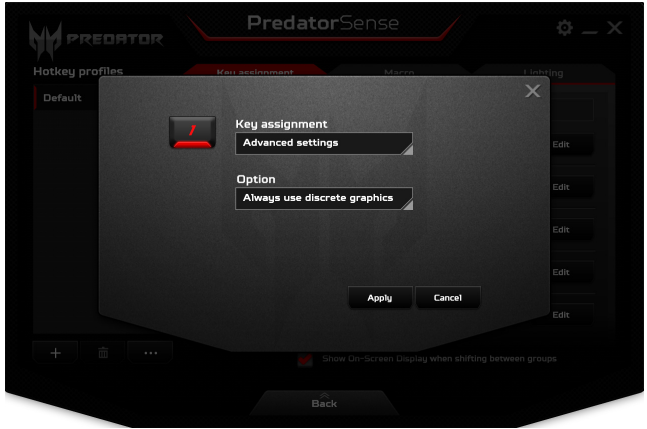 PredatorSense
PREDATOR
Hotkey profiles
Key assignment
Macro
Lighting
Default
1
Key assignment
Advanced settings
Edit
Option
Always use discrete graphics
Edit
Edit
Edit
Apply
Cancel
Edit
Show On-Screen Display when shifting between groups
Back